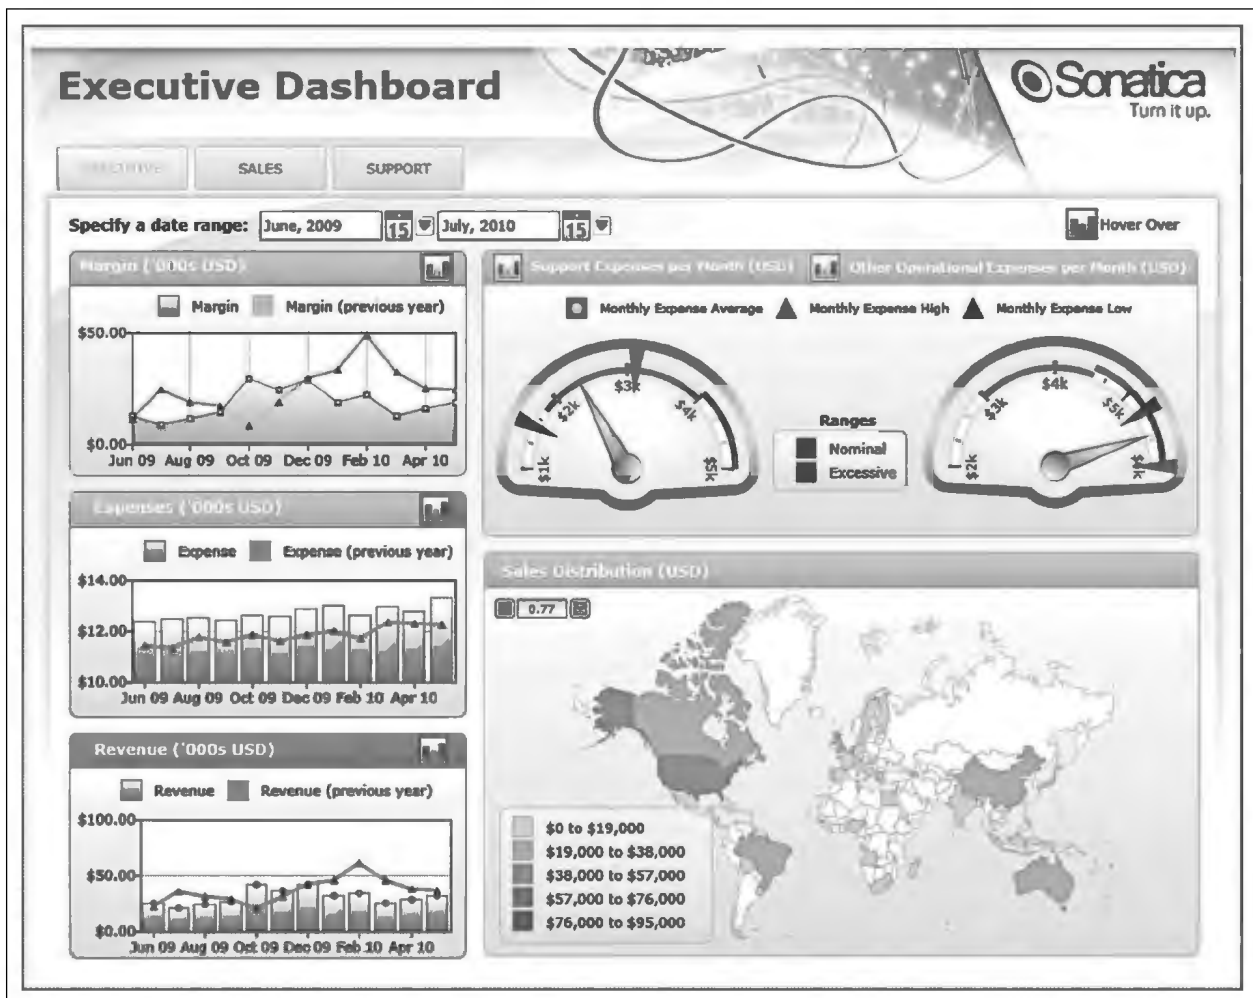 Executive Dashboard
Sonatica
Turn it up.
EXECUTIVE
SALES
SUPPORT
Specify a date range:
June, 2009
15
July, 2010
15
Hover Over
Margin ('000s USD)
Margin
Margin (previous year)
$50.00
$0.00
Jun 09 Aug 09 Oct 09 Dec 09 Feb 10 Apr 10
Expenses ('000s USD)
Expense
Expense (previous year)
$14.00
$12.00
$10.00
Jun 09 Aug 09 Oct 09 Dec 09 Feb 10 Apr 10
Revenue ('000s USD)
Revenue
Revenue (previous year)
$100.00
$50.00
$0.00
Jun 09 Aug 09 Oct 09 Dec 09 Feb 10 Apr 10
Support Expenses per Month (USD)
Other Operational Expenses per Month (USD)
Monthly Expense Average
Monthly Expense High
Monthly Expense Low
$1k
$2k
$3k
$4k
$5k
Ranges
Nominal
Excessive
$2k
$3k
$4k
$5k
Sales Distribution (USD)
0.77
$0 to $19,000
$19,000 to $38,000
$38,000 to $57,000
$57,000 to $76,000
$76,000 to $95,000